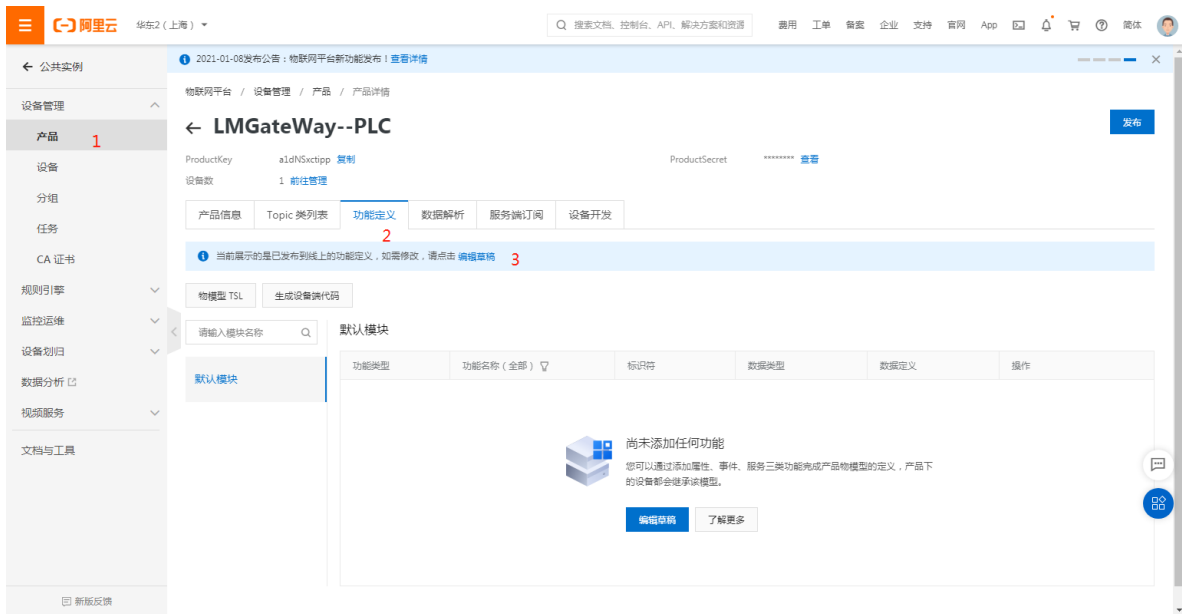 阿里云 华东2（上海） 搜索文档、控制台、API、解决方案和资源 费用 工单 备案 企业 支持 官网 App 简体
公共实例
2021-01-08发布公告：物联网平台新功能发布！查看详情
设备管理
产品 1
设备
分组
任务
CA 证书
规则引擎
监控运维
设备划归
数据分析
视频服务
文档与工具
新版反馈
物联网平台 / 设备管理 / 产品 / 产品详情
LMGateWay--PLC
发布
ProductKey a1dNSxctipp 复制 ProductSecret ******** 查看
设备数 1 前往管理
产品信息 Topic 类列表 功能定义 数据解析 服务端订阅 设备开发
2
当前展示的是已发布到线上的功能定义，如需修改，请点击 编辑草稿 3
物模型 TSL 生成设备端代码
请输入模块名称
默认模块
默认模块
功能类型 功能名称（全部） 标识符 数据类型 数据定义 操作
尚未添加任何功能
您可以通过添加属性、事件、服务三类功能完成产品物模型的定义，产品下
的设备都会继承该模型。
编辑草稿 了解更多